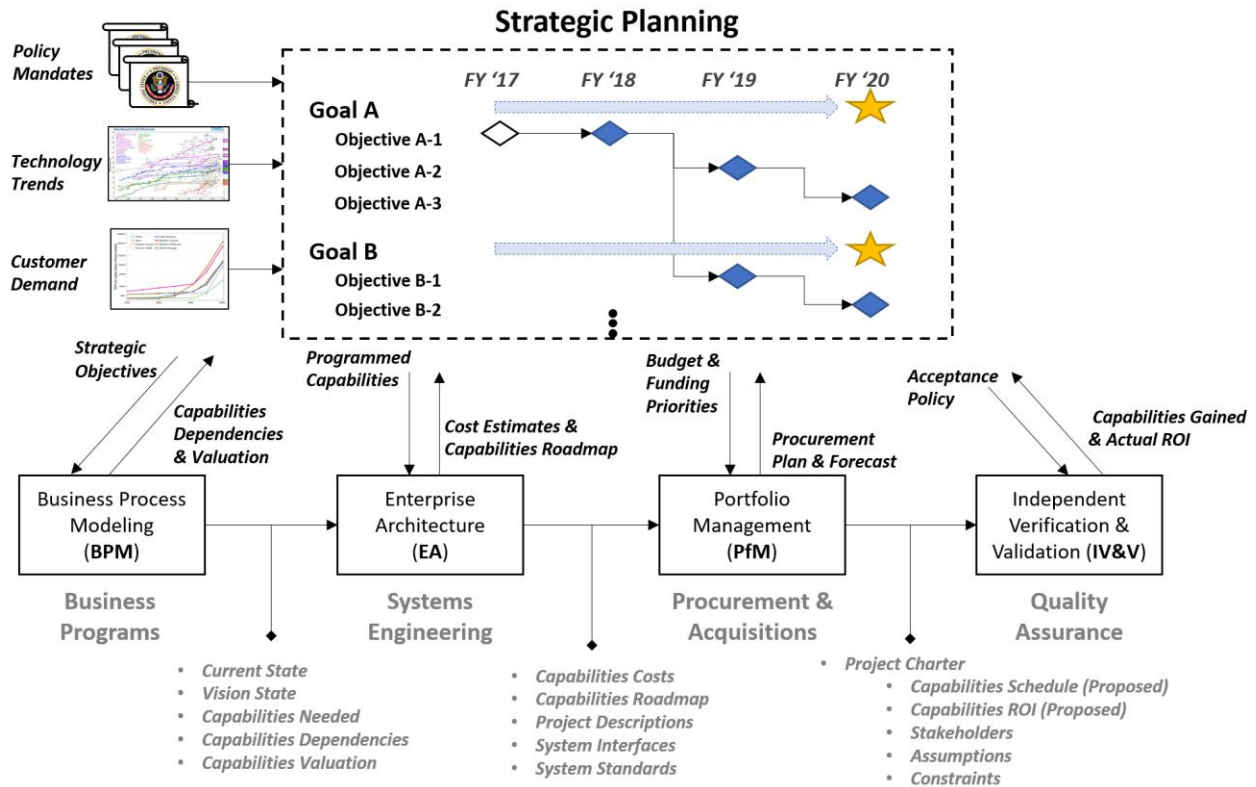 Strategic Planning
Policy
Mandates
FY ‘17
FY ‘18
FY ‘19
FY ‘20
Goal A
Objective A-1
Objective A-2
Objective A-3
Technology
Trends
Goal B
Objective B-1
Objective B-2
Customer
Demand
Strategic
Objectives
Capabilities
Dependencies
& Valuation
Programmed
Capabilities
Cost Estimates &
Capabilities Roadmap
Budget &
Funding
Priorities
Procurement
Plan & Forecast
Acceptance
Policy
Capabilities Gained
& Actual ROI
Business Process
Modeling
(BPM)
Enterprise
Architecture
(EA)
Portfolio
Management
(PfM)
Independent
Verification &
Validation (IV&V)
Business
Programs
Systems
Engineering
Procurement &
Acquisitions
Quality
Assurance
• Current State
• Vision State
• Capabilities Needed
• Capabilities Dependencies
• Capabilities Valuation
• Capabilities Costs
• Capabilities Roadmap
• Project Descriptions
• System Interfaces
• System Standards
• Project Charter
• Capabilities Schedule (Proposed)
• Capabilities ROI (Proposed)
• Stakeholders
• Assumptions
• Constraints